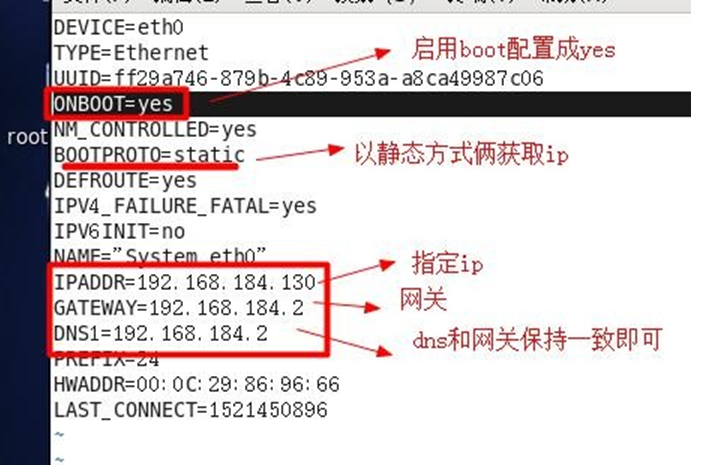 DEVICE=eth0
TYPE=Ethernet
启用boot配置成yes
UUID=ff29a746-879b-4c89-953a-a8ca49987c06
ONBOOT=yes
NM_CONTROLLED=yes
root
BOOTPROTO=static
以静态方式俩获取ip
DEFROUTE=yes
IPV4_FAILURE_FATAL=yes
IPV6INIT=no
NAME="System eth0"
IPADDR=192.168.184.130
指定ip
GATEWAY=192.168.184.2
网关
DNS1=192.168.184.2
dns和网关保持一致即可
PREFIX=24
HWADDR=00:0C:29:86:96:66
LAST_CONNECT=1521450896
~
~